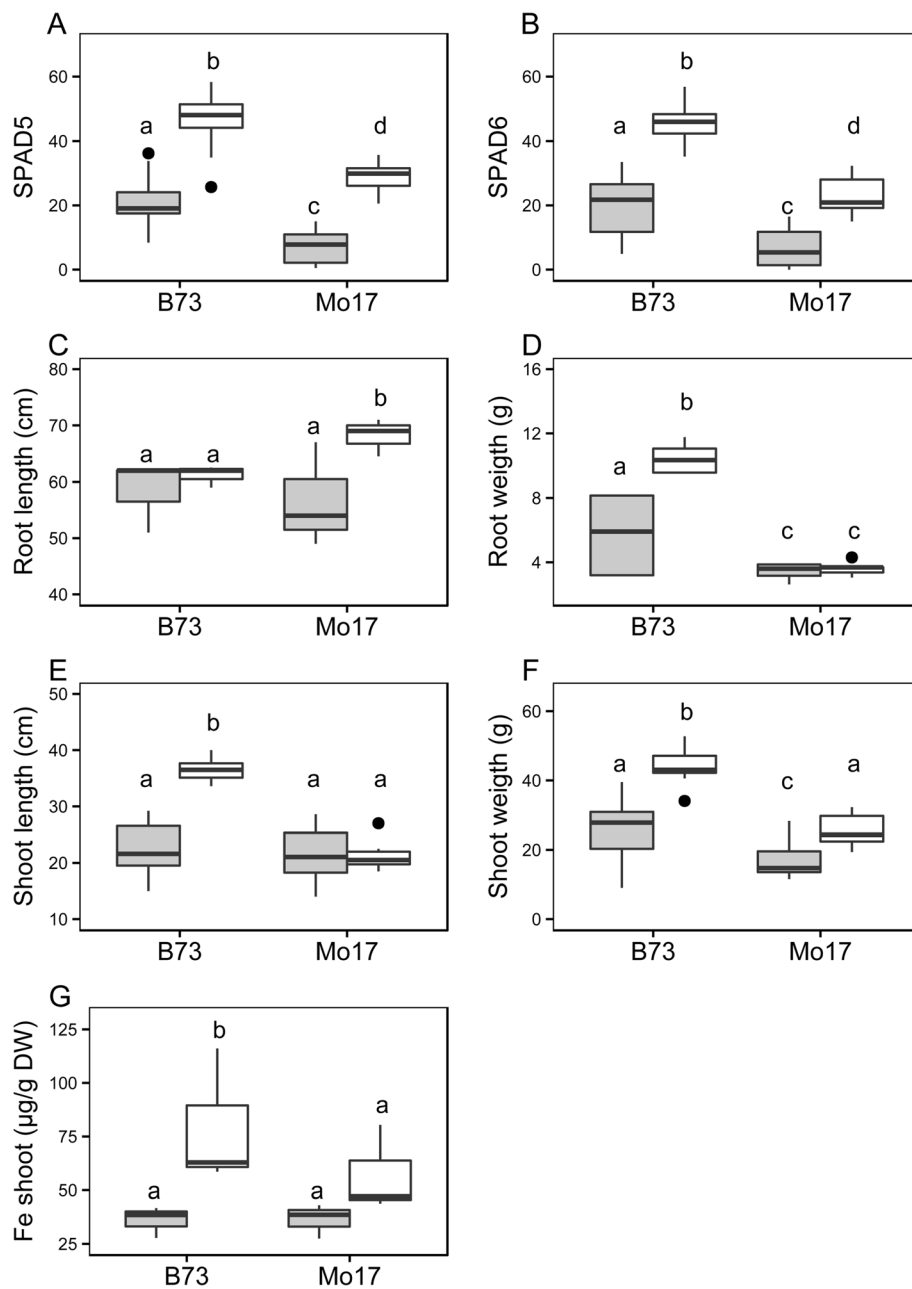 A
SPAD5
60
40
20
0
a
b
c
d
B73
Mo17
B
SPAD6
60
40
20
0
a
b
c
d
B73
Mo17
C
Root length (cm)
80
70
60
50
40
a
a
a
b
B73
Mo17
D
Root weigth (g)
16
12
8
4
a
b
c
c
B73
Mo17
E
Shoot length (cm)
50
40
30
20
10
a
b
a
a
B73
Mo17
F
Shoot weigth (g)
60
40
20
0
a
b
c
a
B73
Mo17
G
Fe shoot (µg/g DW)
125
100
75
50
25
a
b
a
a
B73
Mo17